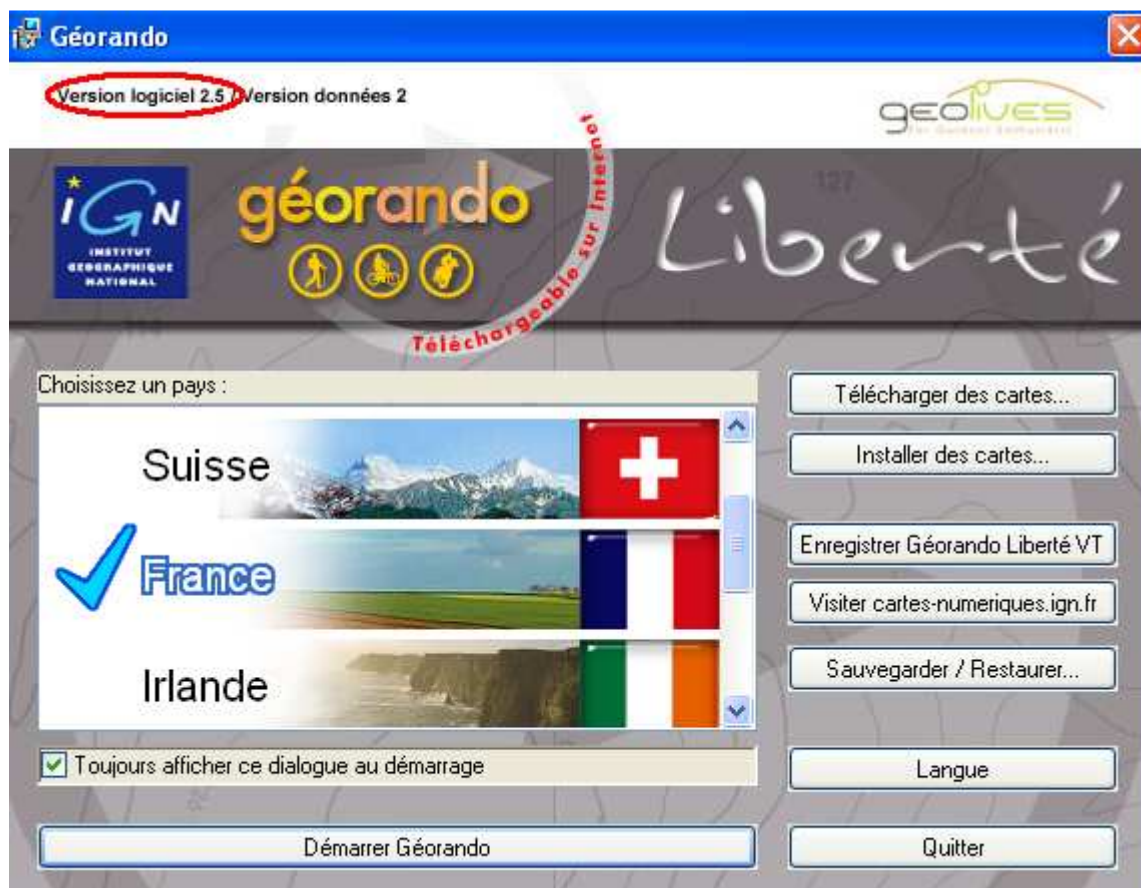 Géorando
Version logiciel 2.5 / Version données 2
geolives
iGN
INSTITUT
GEOGRAPHIQUE
NATIONAL
géorando
Téléchargeable sur Internet
Liberté
127
Choisissez un pays :
Suisse
France
Irlande
Toujours afficher ce dialogue au démarrage
Démarrer Géorando
Télécharger des cartes...
Installer des cartes...
Enregistrer Géorando Liberté VT
Visiter cartes-numeriques.ign.fr
Sauvegarder / Restaurer...
Langue
Quitter